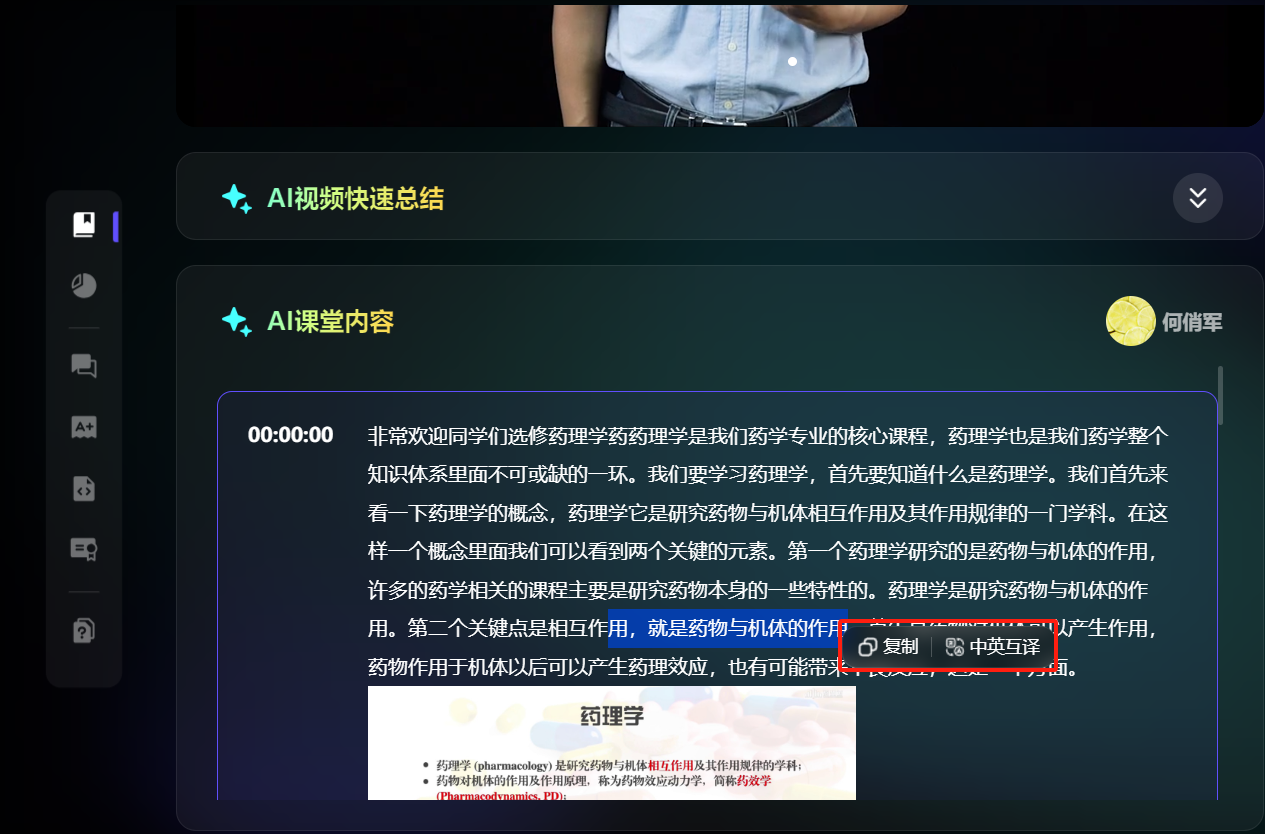 AI视频快速总结
AI课堂内容
何俏军
00:00:00
非常欢迎同学们选修药理学药药理学是我们药学专业的核心课程，药理学也是我们药学整个
知识体系里面不可或缺的一环。我们要学习药理学，首先要知道什么是药理学。我们首先来
看一下药理学的概念，药理学它是研究药物与机体相互作用及其作用规律的一门学科。在这
样一个概念里面我们可以看到两个关键的元素。第一个药理学研究的是药物与机体的作用，
许多的药学相关的课程主要是研究药物本身的一些特性的。药理学是研究药物与机体的作
用。第二个关键点是相互作用，就是药物与机体的作用 以产生作用，
复制 中英互译
药物作用于机体以后可以产生药理效应，也有可能带来 面。
药理学
• 药理学 (pharmacology) 是研究药物与机体相互作用及其作用规律的学科；
• 药物对机体的作用及作用原理，称为药物效应动力学，简称药效学
(Pharmacodynamics, PD)；
A+